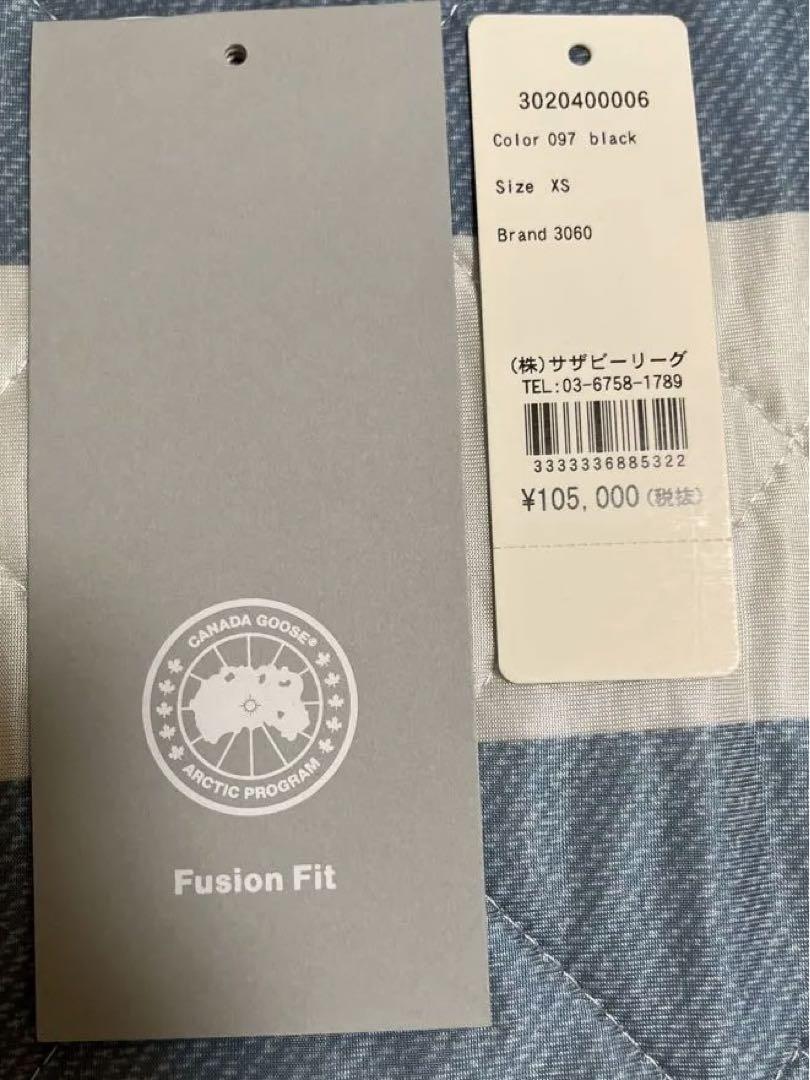 CANADA GOOSE®
ARCTIC PROGRAM
Fusion Fit
3020400006
Color 097 black
Size XS
Brand 3060
(株)サザビーリーグ
TEL:03-6758-1789
3333336885322
¥105,000(税抜)